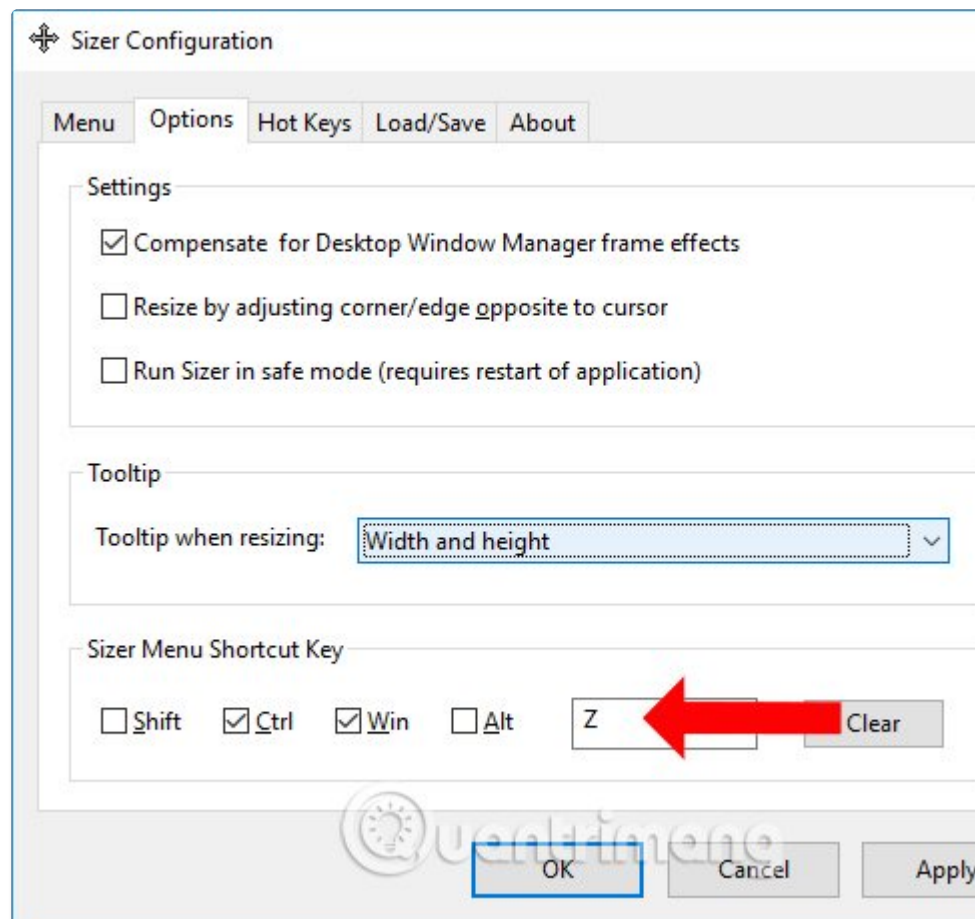 Sizer Configuration
Menu Options Hot Keys Load/Save About
Settings
Compensate for Desktop Window Manager frame effects
Resize by adjusting corner/edge opposite to cursor
Run Sizer in safe mode (requires restart of application)
Tooltip
Tooltip when resizing: Width and height
Sizer Menu Shortcut Key
Shift Ctrl Win Alt Z Clear
Quantrimang
OK Cancel Apply